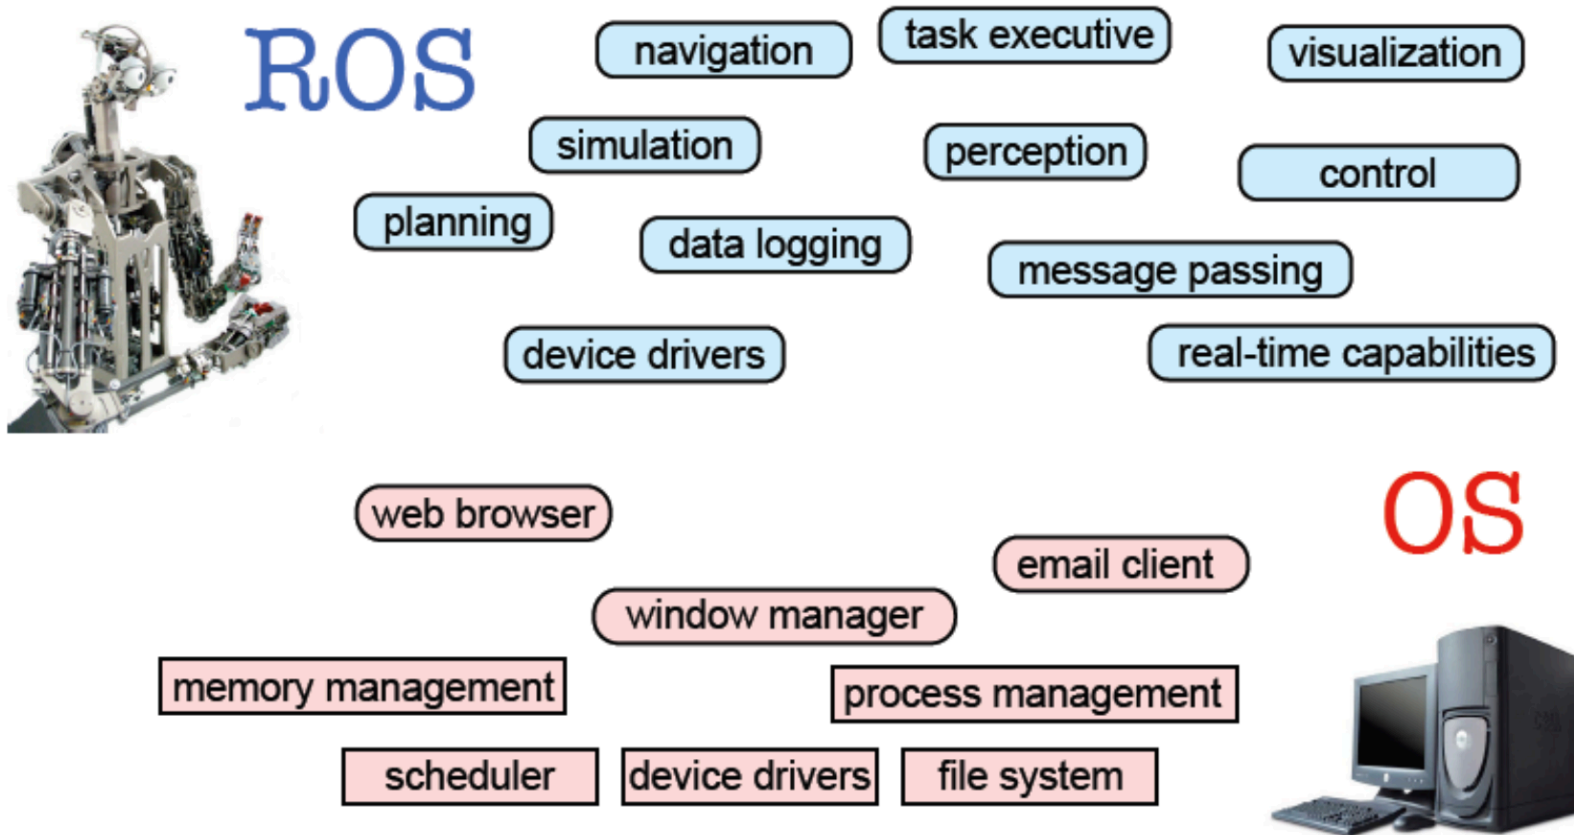 ROS
navigation
task executive
visualization
simulation
perception
control
planning
data logging
message passing
device drivers
real-time capabilities
web browser
OS
email client
window manager
memory management
process management
scheduler
device drivers
file system